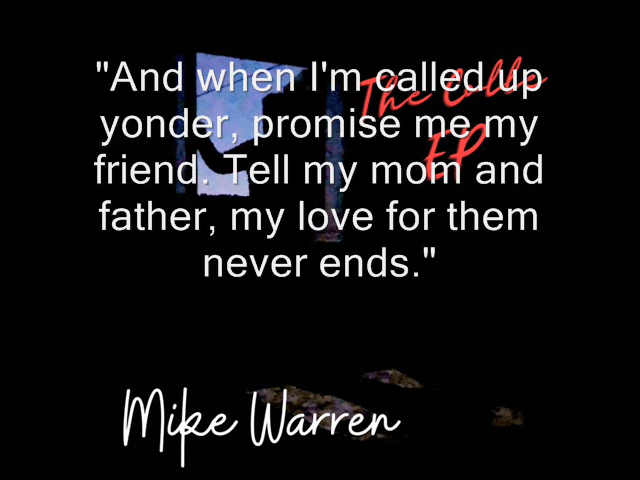 "And when I'm called up
yonder, promise me my
friend. Tell my mom and
father, my love for them
never ends."
The Colle
EP
Mike Warren